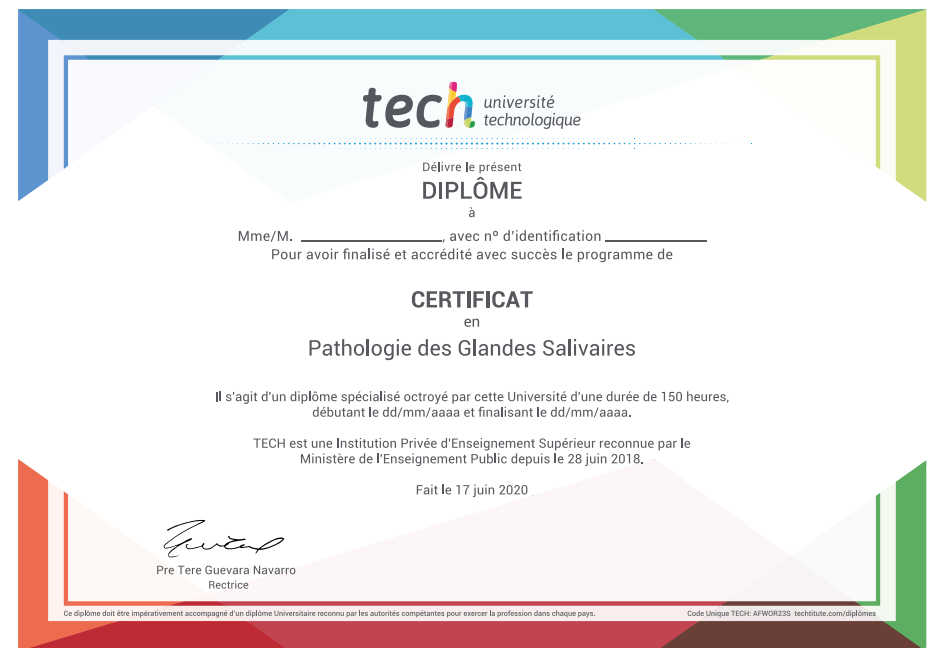 tech université
technologique
Délivre le présent
DIPLÔME
à
Mme/M. ____________________, avec nº d'identification ______________
Pour avoir finalisé et accrédité avec succès le programme de
CERTIFICAT
en
Pathologie des Glandes Salivaires
Il s'agit d'un diplôme spécialisé octroyé par cette Université d'une durée de 150 heures,
débutant le dd/mm/aaaa et finalisant le dd/mm/aaaa.
TECH est une Institution Privée d'Enseignement Supérieur reconnue par le
Ministère de l'Enseignement Public depuis le 28 juin 2018.
Fait le 17 juin 2020
Pre Tere Guevara Navarro
Rectrice
Ce diplôme doit être impérativement accompagné d'un diplôme Universitaire reconnu par les autorités compétantes pour exercer la profession dans chaque pays.
Code Unique TECH: AFWOR23S techtitute.com/diplômes